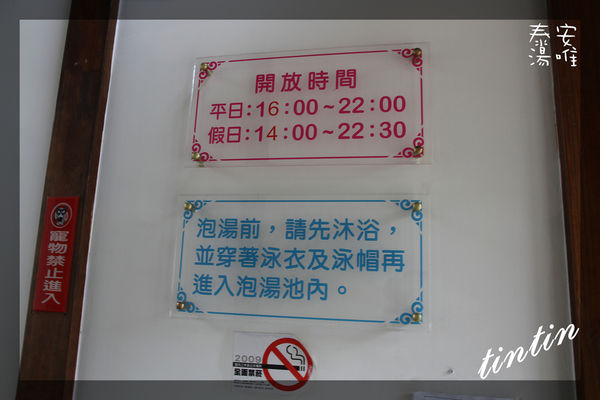 安唯
泰湯
開放時間
平日：16：00～22：00
假日：14：00～22：30
泡湯前，請先沐浴，
並穿著泳衣及泳帽再
進入泡湯池內。
寵物禁止進入
2009
全面禁菸
tintin